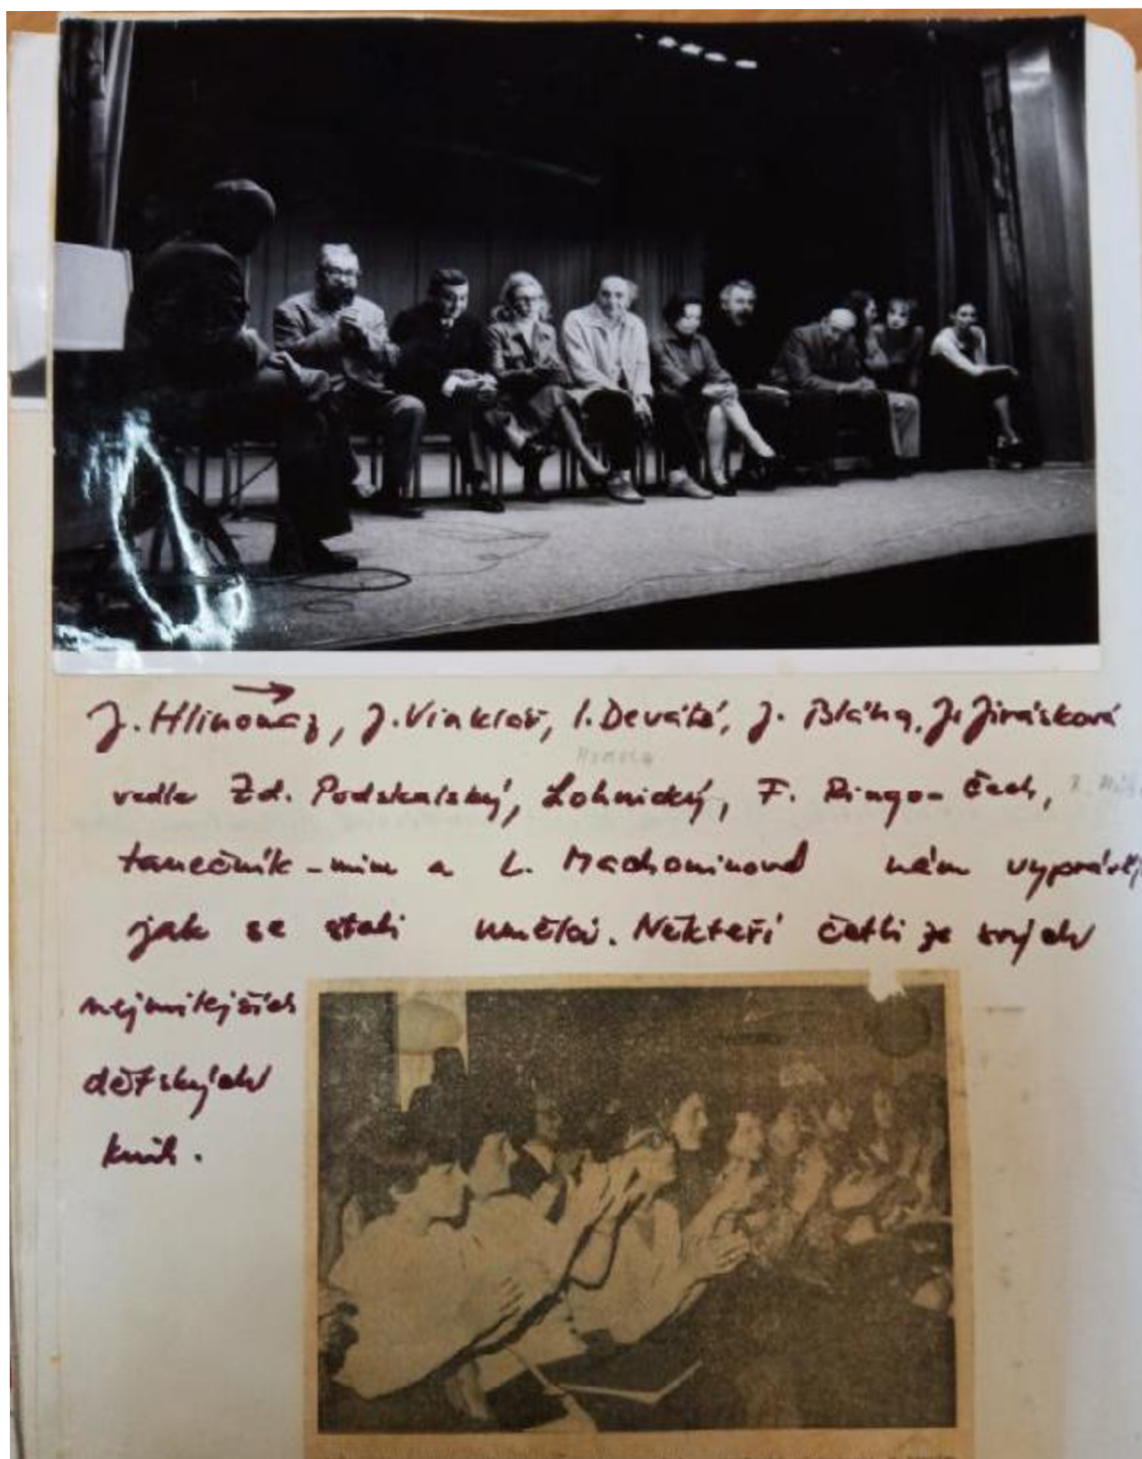 J. Hlinomaz, J. Vinklář, I. Devátá, J. Bláha, J. Jirásková
vedle Zd. Podskalský, Lohnický, F. Ringo-Čech,
tanečník-mim a L. Machoninová nám vyprávěli
jak se stali umělci. Někteří četli ze svých
nejmilejších
dětských
knih.